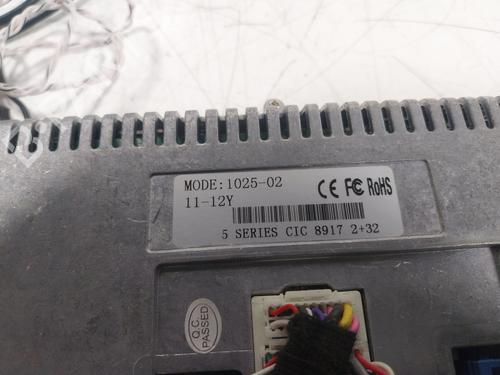 MODE:1025-02
CE FC RoHS
11-12Y
5 SERIES CIC 8917 2+32
Q.C.
PASSED